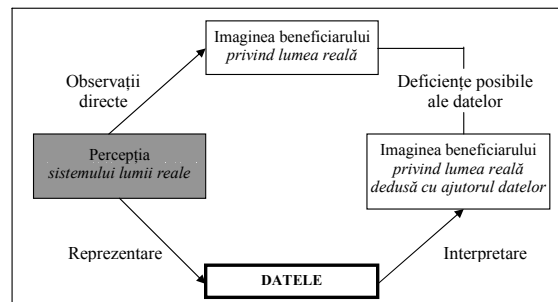 Imaginea beneficiarului
privind lumea reală
Observații
directe
Deficiențe posibile
ale datelor
Percepția
sistemului lumii reale
Imaginea beneficiarului
privind lumea reală
dedusă cu ajutorul datelor
Reprezentare
DATELE
Interpretare